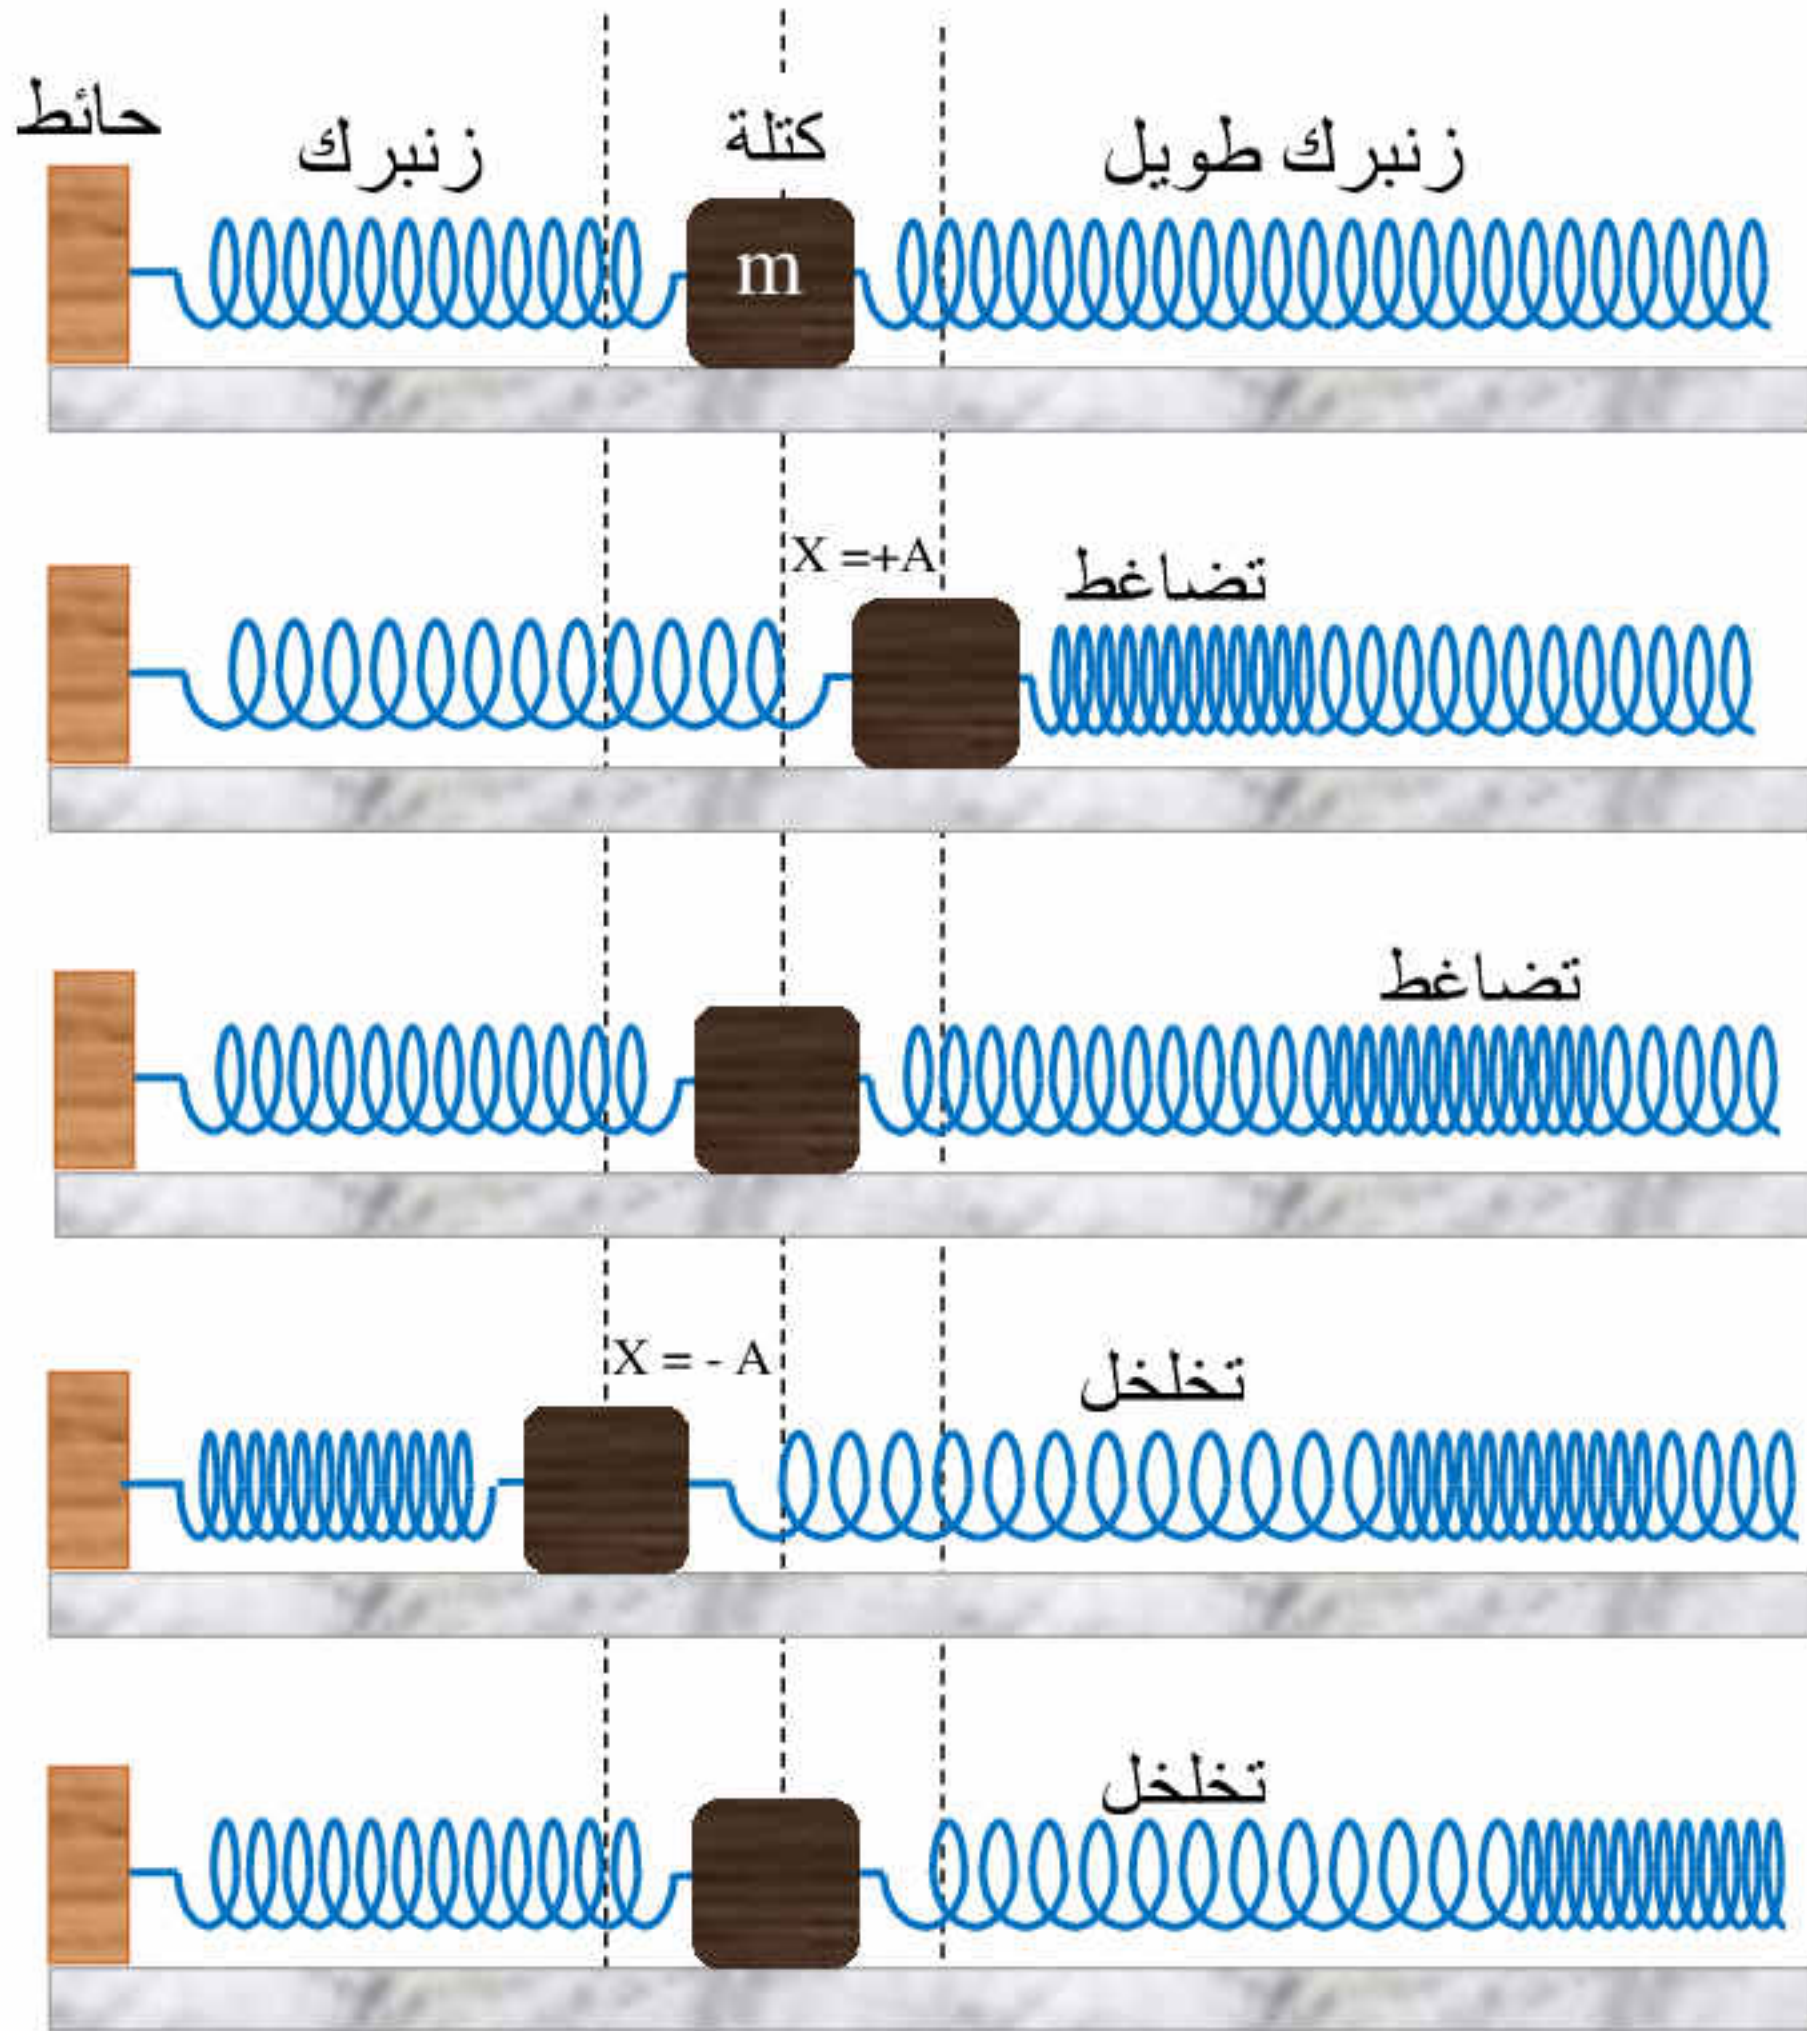 حائط
زنبرك
كتلة
زنبرك طويل
m
X =+A
تضاغط
تضاغط
X = - A
تخلخل
تخلخل